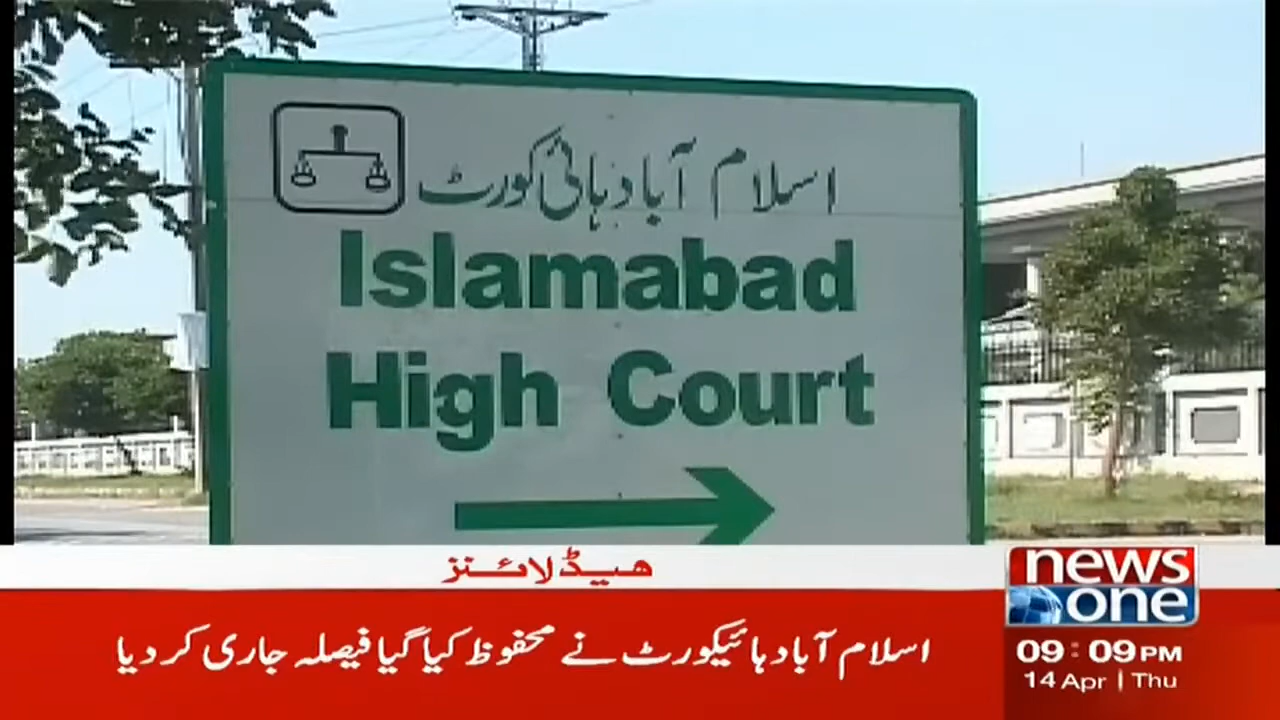 اسلام آباد ہائی کورٹ
Islamabad
High Court
ہیڈ لائنز
اسلام آباد ہائیکورٹ نے محفوظ کیا گیا فیصلہ جاری کر دیا
news
one
09:09PM
14 Apr | Thu